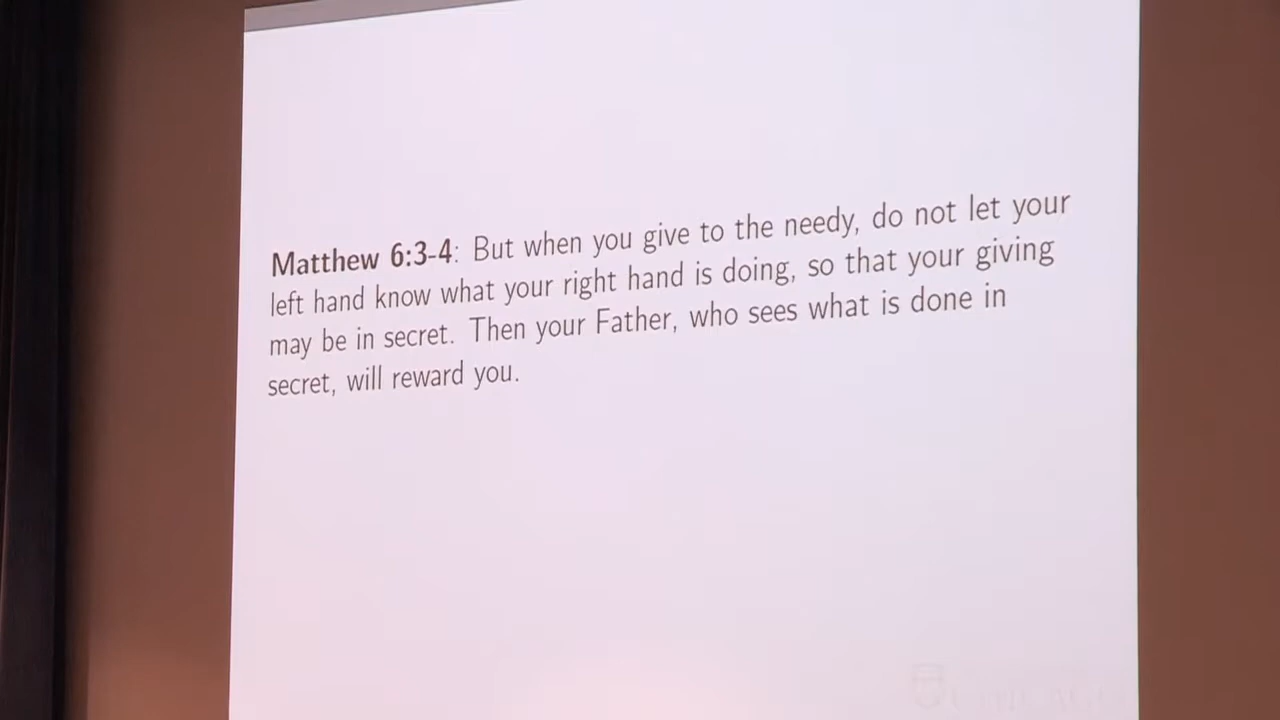 Matthew 6:3-4: But when you give to the needy, do not let your
left hand know what your right hand is doing, so that your giving
may be in secret. Then your Father, who sees what is done in
secret, will reward you.